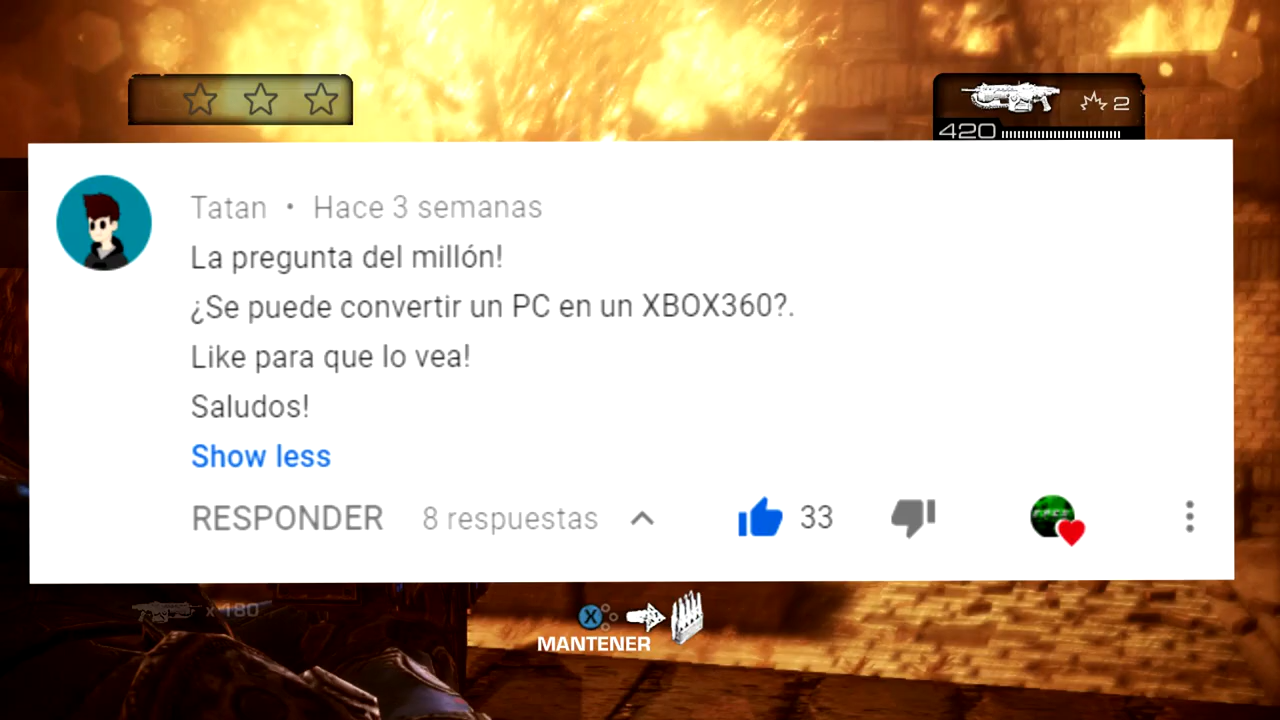 2
420
Tatan • Hace 3 semanas
La pregunta del millón!
¿Se puede convertir un PC en un XBOX360?.
Like para que lo vea!
Saludos!
Show less
RESPONDER 8 respuestas 33
x 180
X
MANTENER